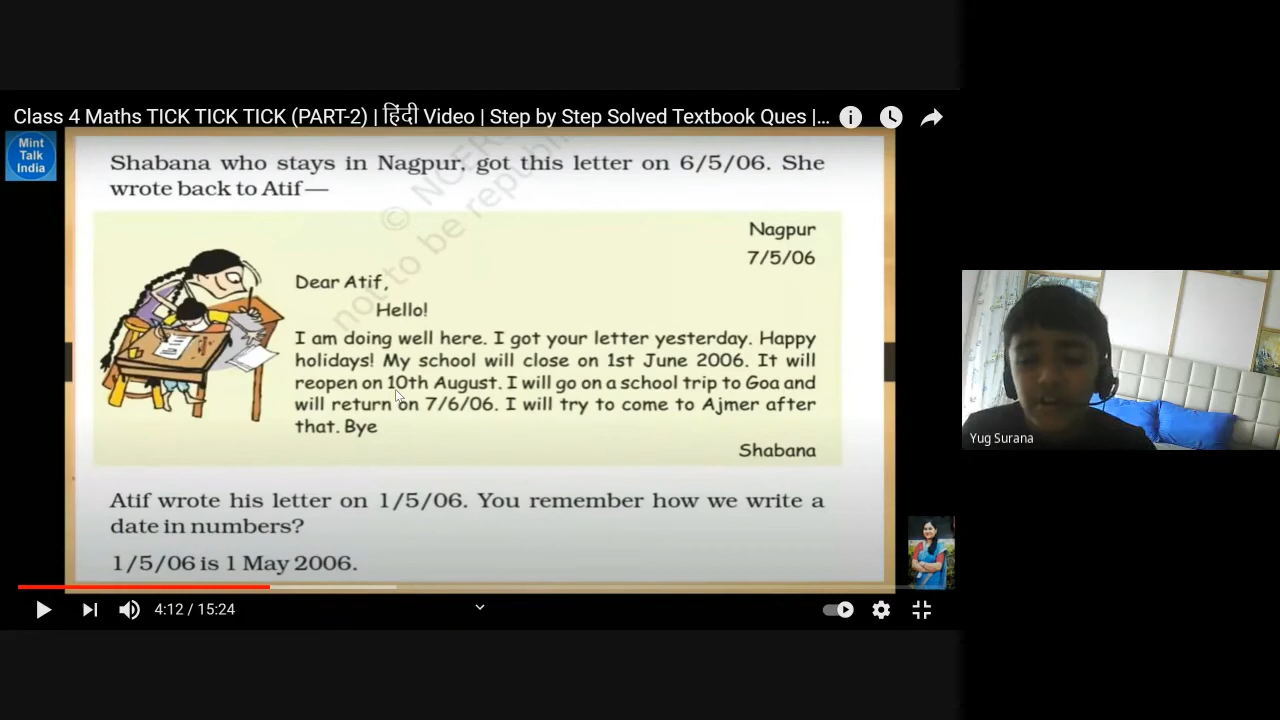 Class 4 Maths TICK TICK TICK (PART-2) | हिंदी Video | Step by Step Solved Textbook Ques |...
Mint
Talk
India
Shabana who stays in Nagpur, got this letter on 6/5/06. She
wrote back to Atif—
Nagpur
7/5/06
Dear Atif,
Hello!
I am doing well here. I got your letter yesterday. Happy
holidays! My school will close on 1st June 2006. It will
reopen on 10th August. I will go on a school trip to Goa and
will return on 7/6/06. I will try to come to Ajmer after
that. Bye
Shabana
Atif wrote his letter on 1/5/06. You remember how we write a
date in numbers?
1/5/06 is 1 May 2006.
4:12 / 15:24
Yug Surana
not to be republi